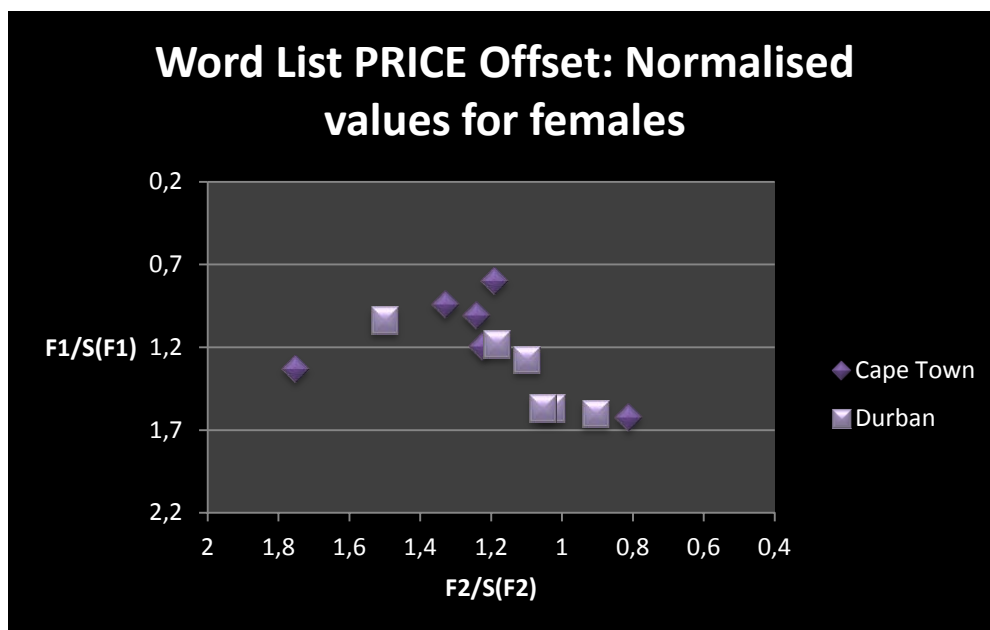 Word List PRICE Offset: Normalised
values for females
0,2
0,7
1,2
1,7
2,2
F1/S(F1)
2 1,8 1,6 1,4 1,2 1 0,8 0,6 0,4
F2/S(F2)
Cape Town
Durban